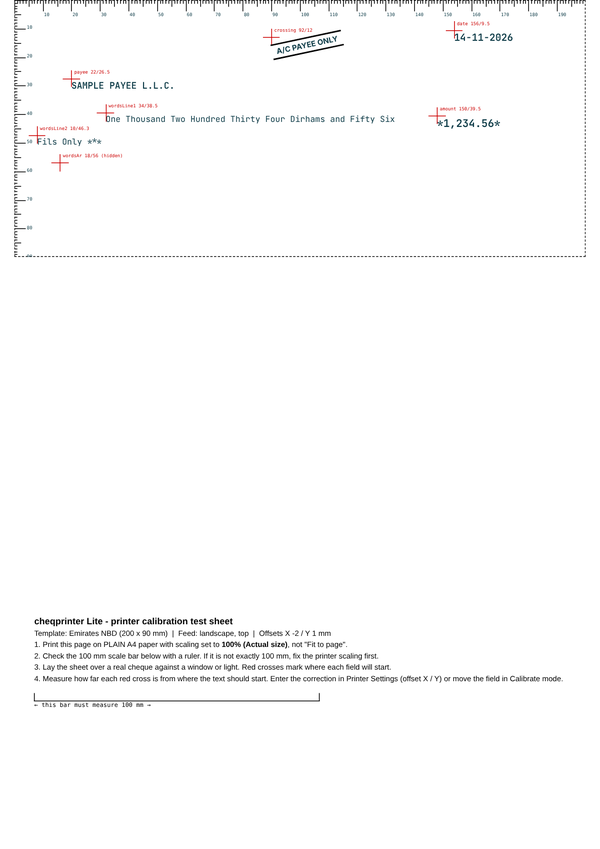 10 20 30 40 50 60 70 80 90 100 110 120 130 140 150 160 170 180 190
date 156/9.5
14-11-2026
10
crossing 92/12
A/C PAYEE ONLY
20
payee 22/26.5
30
SAMPLE PAYEE L.L.C.
wordsLine1 34/38.5
amount 150/39.5
40
One Thousand Two Hundred Thirty Four Dirhams and Fifty Six
*1,234.56*
wordsLine2 10/46.3
50
Fils Only ***
wordsAr 18/56 (hidden)
60
70
80
cheqprinter Lite - printer calibration test sheet
Template: Emirates NBD (200 x 90 mm) | Feed: landscape, top | Offsets X -2 / Y 1 mm
1. Print this page on PLAIN A4 paper with scaling set to 100% (Actual size), not "Fit to page".
2. Check the 100 mm scale bar below with a ruler. If it is not exactly 100 mm, fix the printer scaling first.
3. Lay the sheet over a real cheque against a window or light. Red crosses mark where each field will start.
4. Measure how far each red cross is from where the text should start. Enter the correction in Printer Settings (offset X / Y) or move the field in Calibrate mode.
← this bar must measure 100 mm →